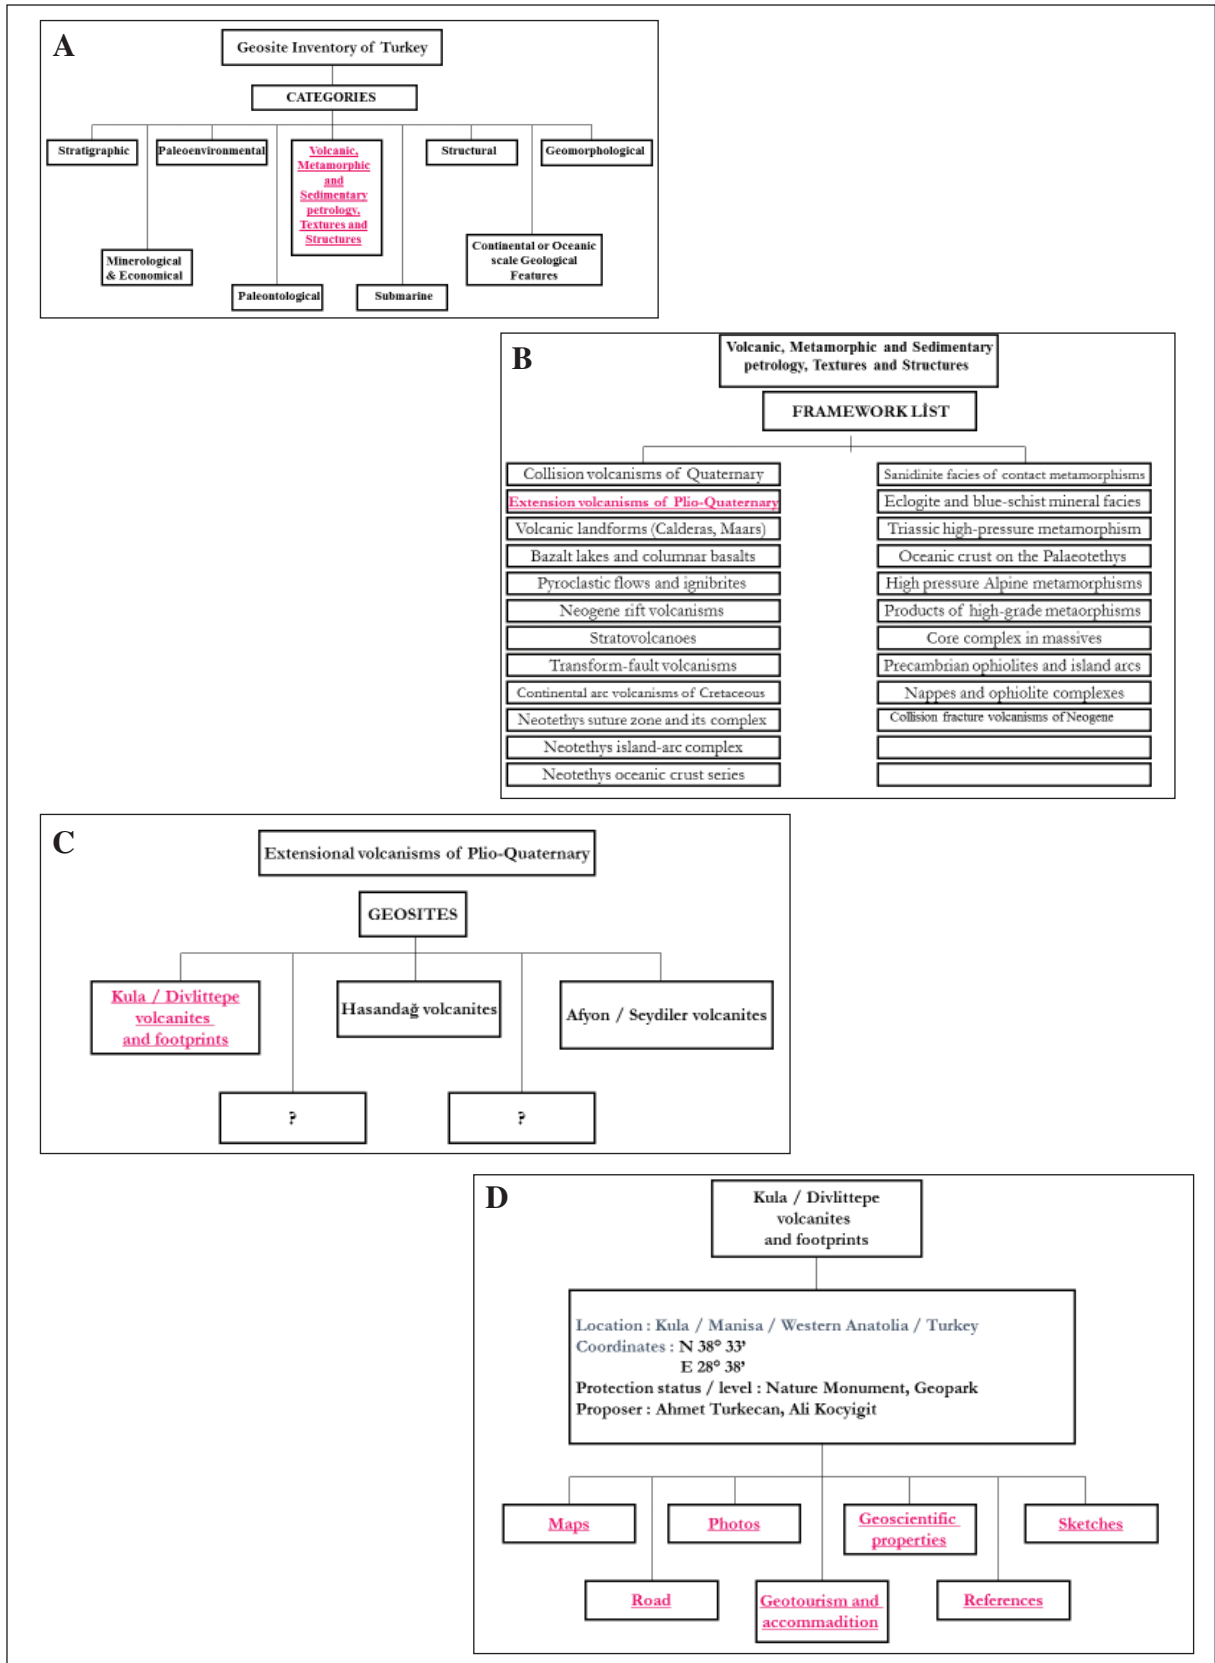 A
Geosite Inventory of Turkey
CATEGORIES
Stratigraphic
Paleoenvironmental
Volcanic,
Metamorphic
and
Sedimentary
petrology,
Textures and
Structures
Structural
Geomorphological
Minerological
& Economical
Paleontological
Submarine
Continental or Oceanic
scale Geological
Features
B
Volcanic, Metamorphic and Sedimentary
petrology, Textures and Structures
FRAMEWORK LİST
Collision volcanisms of Quaternary
Extension volcanisms of Plio-Quaternary
Volcanic landforms (Calderas, Maars)
Bazalt lakes and columnar basalts
Pyroclastic flows and ignibrites
Neogene rift volcanisms
Stratovolcanoes
Transform-fault volcanisms
Continental arc volcanisms of Cretaceous
Neotethys suture zone and its complex
Neotethys island-arc complex
Neotethys oceanic crust series
Sanidinite facies of contact metamorphisms
Eclogite and blue-schist mineral facies
Triassic high-pressure metamorphism
Oceanic crust on the Palaeotethys
High pressure Alpine metamorphisms
Products of high-grade metaorphisms
Core complex in massives
Precambrian ophiolites and island arcs
Nappes and ophiolite complexes
Collision fracture volcanisms of Neogene
C
Extensional volcanisms of Plio-Quaternary
GEOSITES
Kula / Divlittepe
volcanites
and footprints
Hasandağ volcanites
Afyon / Seydiler volcanites
?
?
D
Kula / Divlittepe
volcanites
and footprints
Location : Kula / Manisa / Western Anatolia / Turkey
Coordinates : N 38° 33’
E 28° 38’
Protection status / level : Nature Monument, Geopark
Proposer : Ahmet Turkecan, Ali Kocyigit
Maps
Photos
Geoscientific
properties
Sketches
Road
Geotourism and
accommadition
References